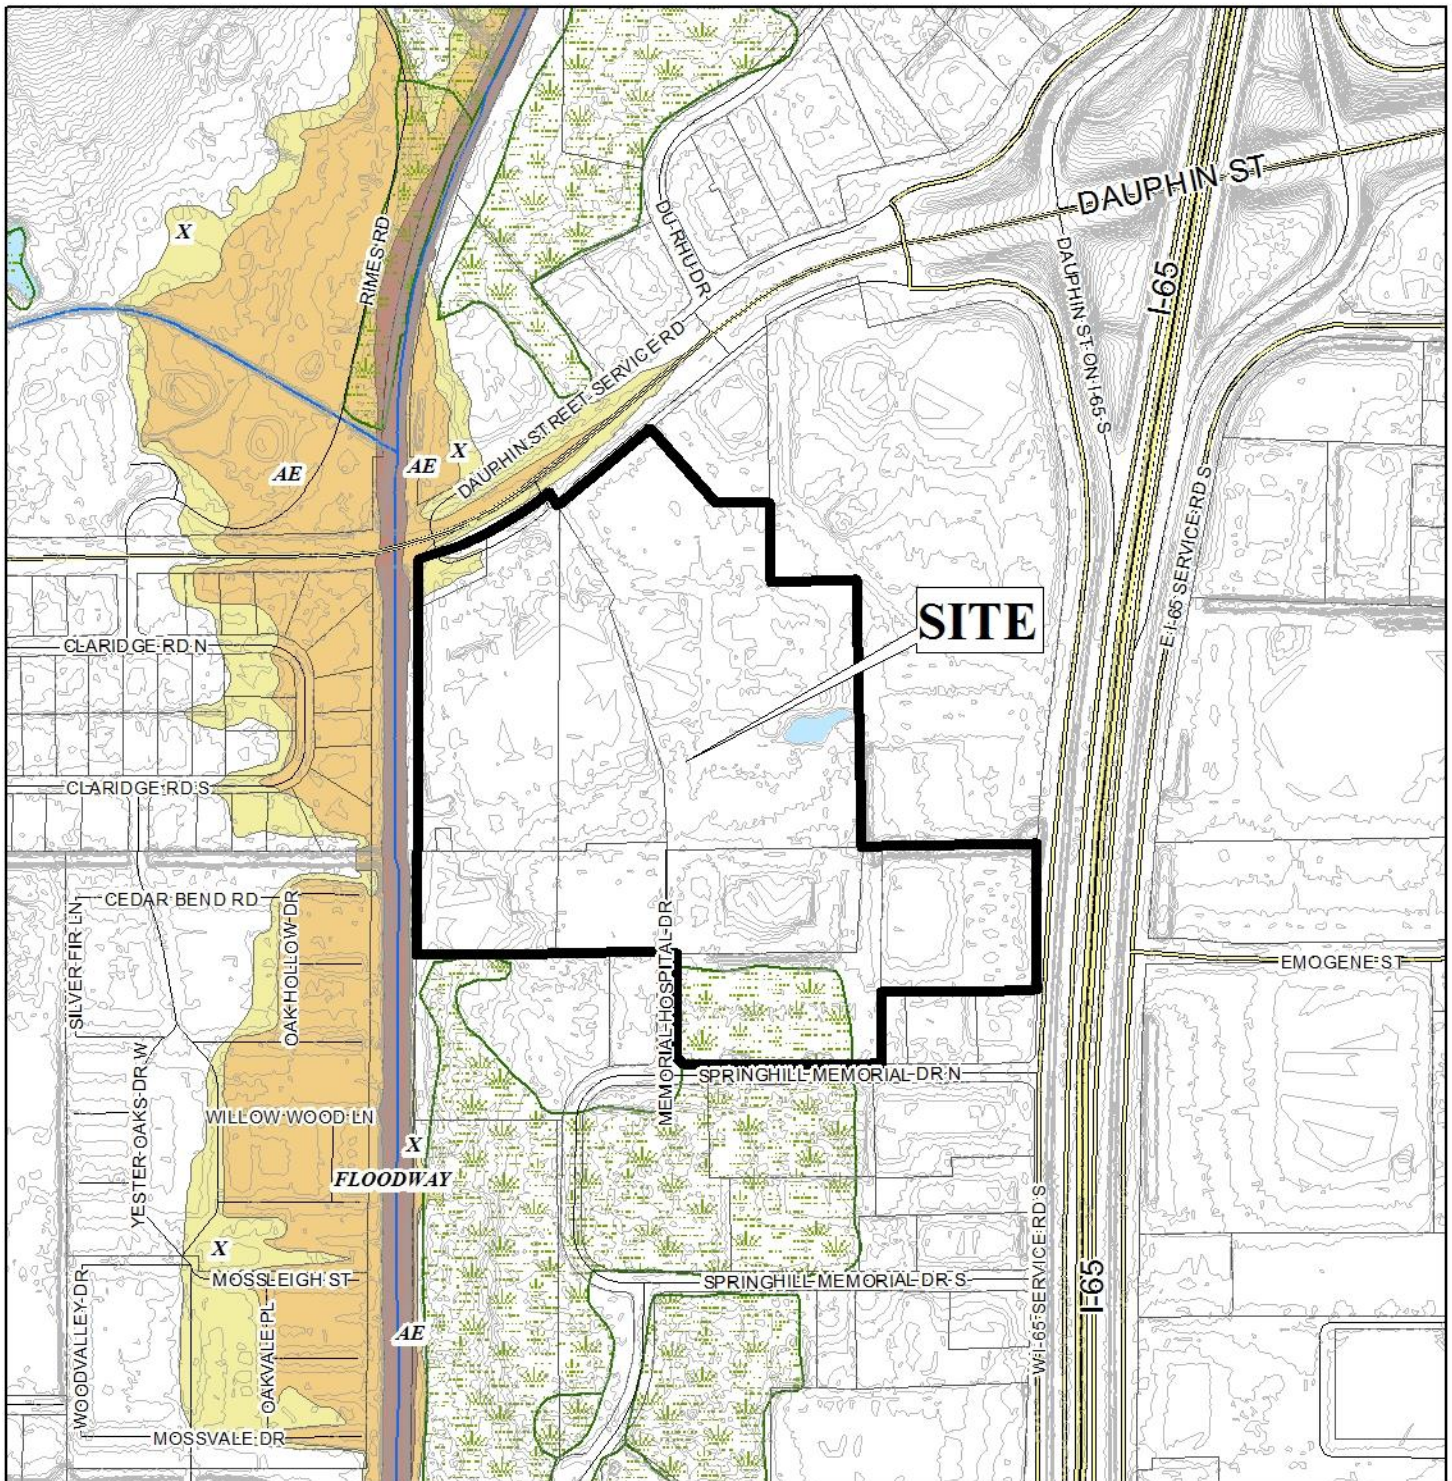 DAUPHIN ST
X
DU RHU DR
RIMES RD
I-65
DAUPHIN ST ON I-65 S
DAUPHIN STREET SERVICE RD
X
AE
AE
E I-65 SERVICE RD S
SITE
CLARIDGE RD N
CLARIDGE RD S
CEDAR BEND RD
SILVER FIR LN
OAK HOLLOW DR
MEMORIAL HOSPITAL DR
EMOGENE ST
SPRINGHILL MEMORIAL DR N
YESTER OAKS DR W
WILLOW WOOD LN
X
FLOODWAY
X
MOSSLEIGH ST
SPRINGHILL MEMORIAL DR S
W I-65 SERVICE RD S
I-65
WOODVALLEY DR
OAKVALE PL
AE
MOSSVALE DR